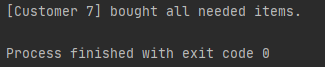 [Customer 7] bought all needed items.
Process finished with exit code 0